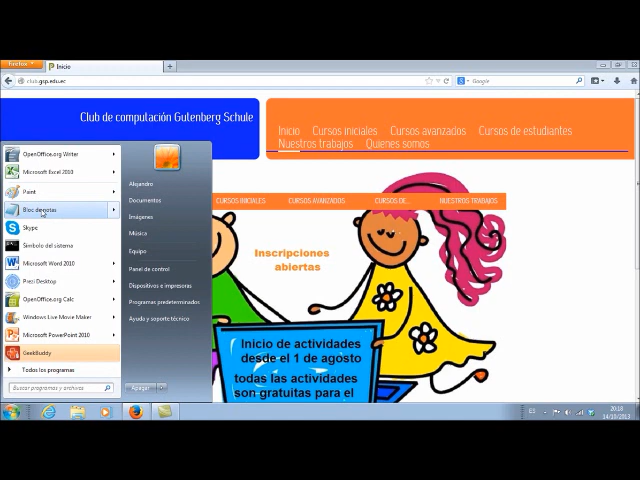 Firefox
Inicio
club.gsp.edu.ec
Google
Club de computación Gutenberg Schule
Inicio Cursos iniciales Cursos avanzados Cursos de estudiantes
Nuestros trabajos Quienes somos
CURSOS INICIALES CURSOS AVANZADOS CURSOS DE... NUESTROS TRABAJOS
Inscripciones
abiertas
Inicio de actividades
desde el 1 de agosto
todas las actividades
son gratuitas para el
OpenOffice.org Writer
Microsoft Excel 2010
Paint
Bloc de notas
Skype
Símbolo del sistema
Microsoft Word 2010
Prezi Desktop
OpenOffice.org Calc
Windows Live Movie Maker
Microsoft PowerPoint 2010
GeekBuddy
Todos los programas
Buscar programas y archivos
Alejandro
Documentos
Imágenes
Música
Equipo
Panel de control
Dispositivos e impresoras
Programas predeterminados
Ayuda y soporte técnico
Apagar
ES
20:18
14/10/2013